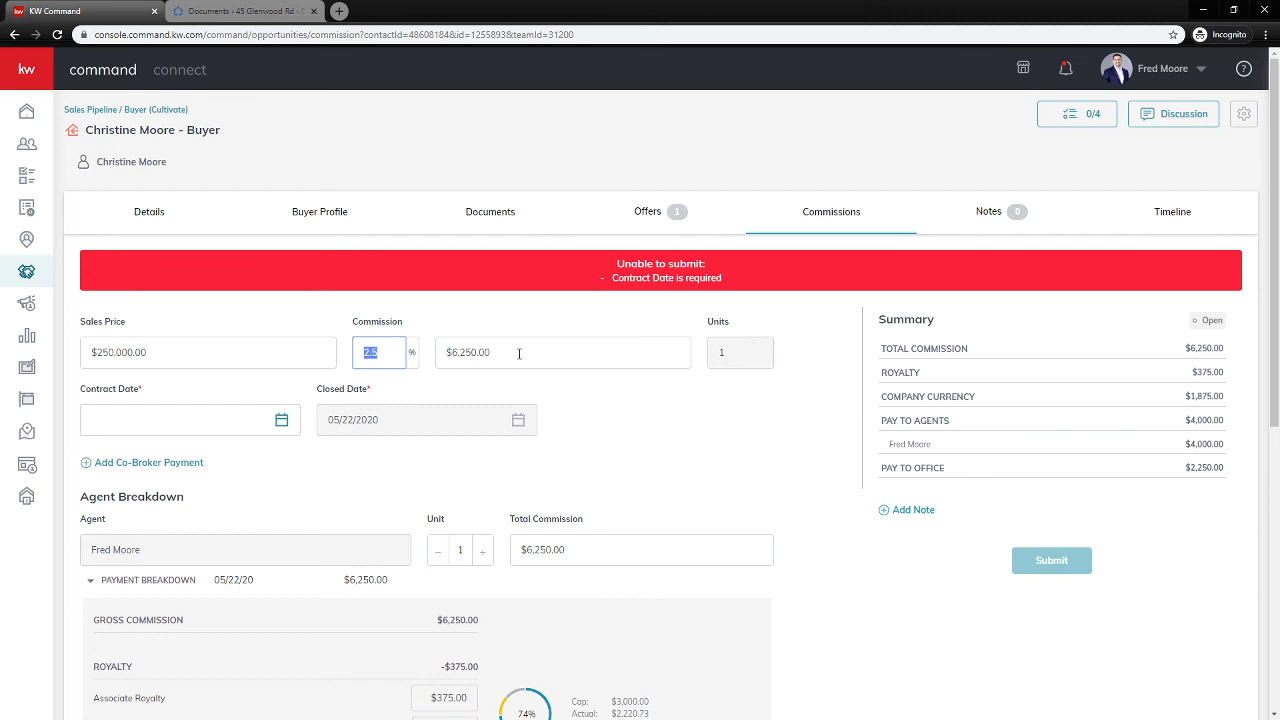 KW Command
Documents - 45 Glenwood Rd -
console.command.kw.com/command/opportunities/commission?contactId=48608184&id=1255893&teamId=31200
Incognito
kw
command
connect
Fred Moore
Sales Pipeline / Buyer (Cultivate)
Christine Moore - Buyer
0/4
Discussion
Christine Moore
Details
Buyer Profile
Documents
Offers 1
Commissions
Notes 0
Timeline
Unable to submit:
- Contract Date is required
Sales Price
Commission
Units
$250,000.00
2.5 %
$6,250.00
1
Contract Date*
Closed Date*
05/22/2020
Add Co-Broker Payment
Agent Breakdown
Agent
Unit
Total Commission
Fred Moore
– 1 +
$6,250.00
PAYMENT BREAKDOWN 05/22/20 $6,250.00
GROSS COMMISSION $6,250.00
ROYALTY -$375.00
Associate Royalty $375.00
74%
Cap: $3,000.00
Actual: $2,220.73
Summary
Open
TOTAL COMMISSION $6,250.00
ROYALTY $375.00
COMPANY CURRENCY $1,875.00
PAY TO AGENTS $4,000.00
Fred Moore $4,000.00
PAY TO OFFICE $2,250.00
Add Note
Submit